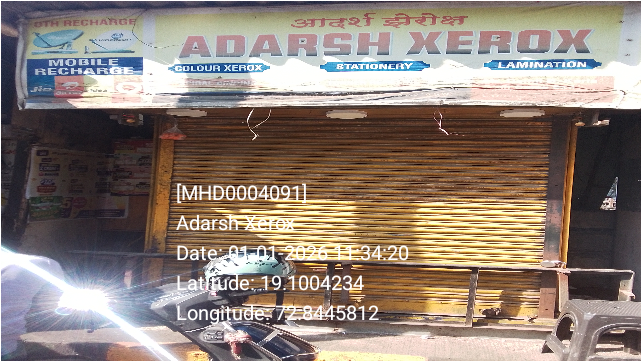 DTH RECHARGE
MOBILE
RECHARGE
आदर्श झेरॉक्ष
ADARSH XEROX
COLOUR XEROX
STATIONERY
LAMINATION
Jio
[MHD0004091]
Adarsh Xerox
Date: 01-01-2026 11:34:20
Latitude: 19.1004234
Longitude: 72.8445812